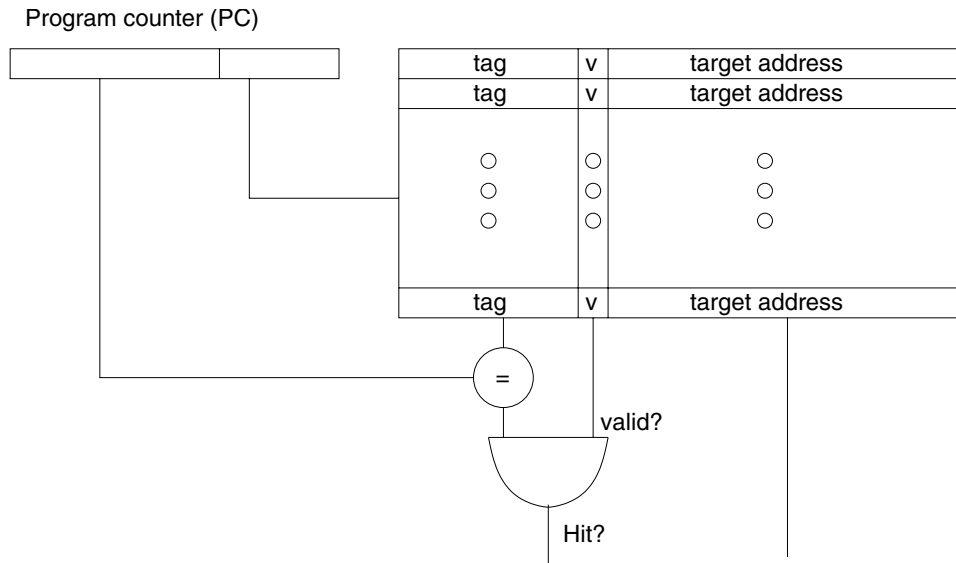 Program counter (PC)
tag v target address
tag v target address
tag v target address
=
valid?
Hit?